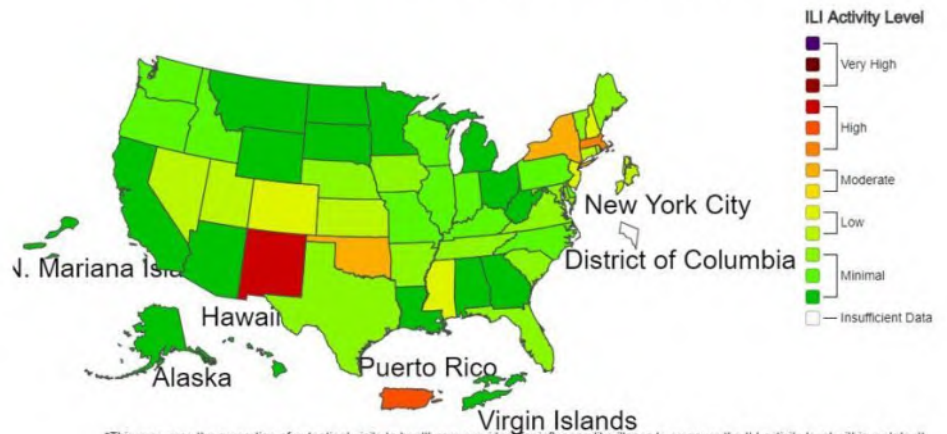 ILI Activity Level
Very High
High
Moderate
Low
Minimal
Insufficient Data
New York City
District of Columbia
N. Mariana Isla
Hawaii
Alaska
Puerto Rico
Virgin Islands